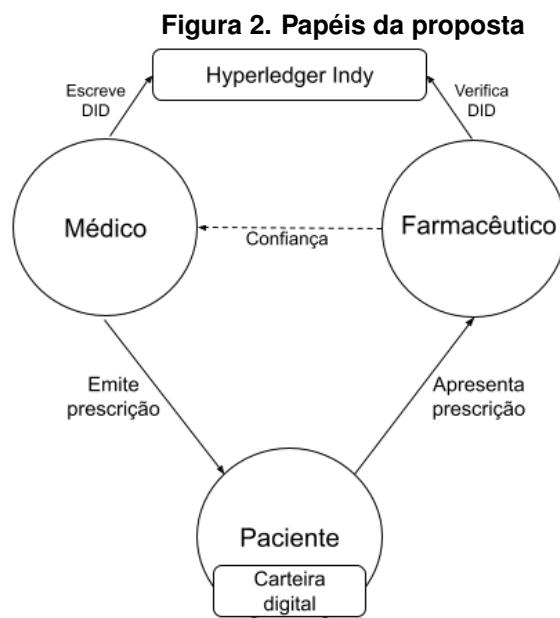 Figura 2. Papéis da proposta
Hyperledger Indy
Escreve
DID
Verifica
DID
Médico
Farmacêutico
Confiança
Emite
prescrição
Apresenta
prescrição
Paciente
Carteira
digital